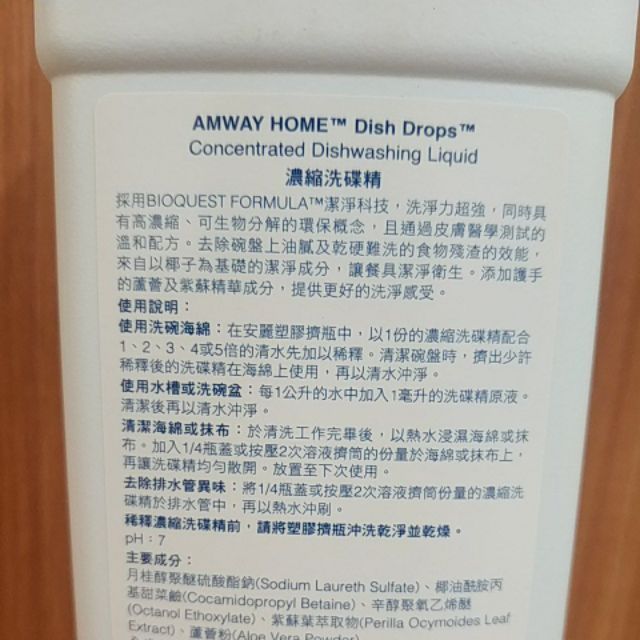 AMWAY HOME™ Dish Drops™
Concentrated Dishwashing Liquid
濃縮洗碟精
採用BIOQUEST FORMULA™潔淨科技，洗淨力超強，同時具
有高濃縮、可生物分解的環保概念，且通過皮膚醫學測試的
溫和配方。去除碗盤上油膩及乾硬難洗的食物殘渣的效能，
來自以椰子為基礎的潔淨成分，讓餐具潔淨衛生。添加護手
的蘆薈及紫蘇精華成分，提供更好的洗淨感受。
使用說明：
使用洗碗海綿：在安麗塑膠擠瓶中，以1份的濃縮洗碟精配合
1、2、3、4或5倍的清水先加以稀釋。清潔碗盤時，擠出少許
稀釋後的洗碟精在海綿上使用，再以清水沖淨。
使用水槽或洗碗盆：每1公升的水中加入1毫升的洗碟精原液。
清潔後再以清水沖淨。
清潔海綿或抹布：於清洗工作完畢後，以熱水浸濕海綿或抹
布。加入1/4瓶蓋或按壓2次溶液擠筒的份量於海綿或抹布上，
再讓洗碟精均勻散開。放置至下次使用。
去除排水管異味：將1/4瓶蓋或按壓2次溶液擠筒份量的濃縮洗
碟精於排水管中，再以熱水沖刷。
稀釋濃縮洗碟精前，請將塑膠擠瓶沖洗乾淨並乾燥。
pH：7
主要成分：
月桂醇聚醚硫酸酯鈉(Sodium Laureth Sulfate)、椰油酰胺丙
基甜菜鹼(Cocamidopropyl Betaine)、辛醇聚氧乙烯醚
(Octanol Ethoxylate)、紫蘇葉萃取物(Perilla Ocymoides Leaf
Extract)、蘆薈粉(Aloe Vera Powder)